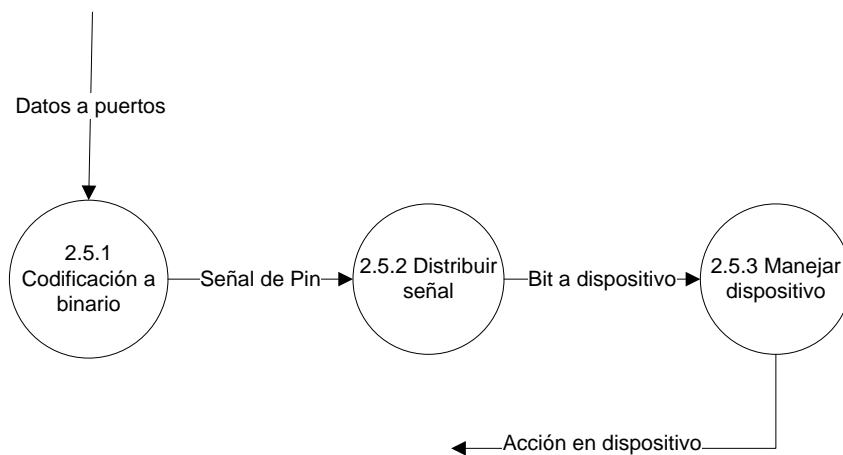 Datos a puertos
2.5.1
Codificación a
binario
Señal de Pin
2.5.2 Distribuir
señal
Bit a dispositivo
2.5.3 Manejar
dispositivo
Acción en dispositivo